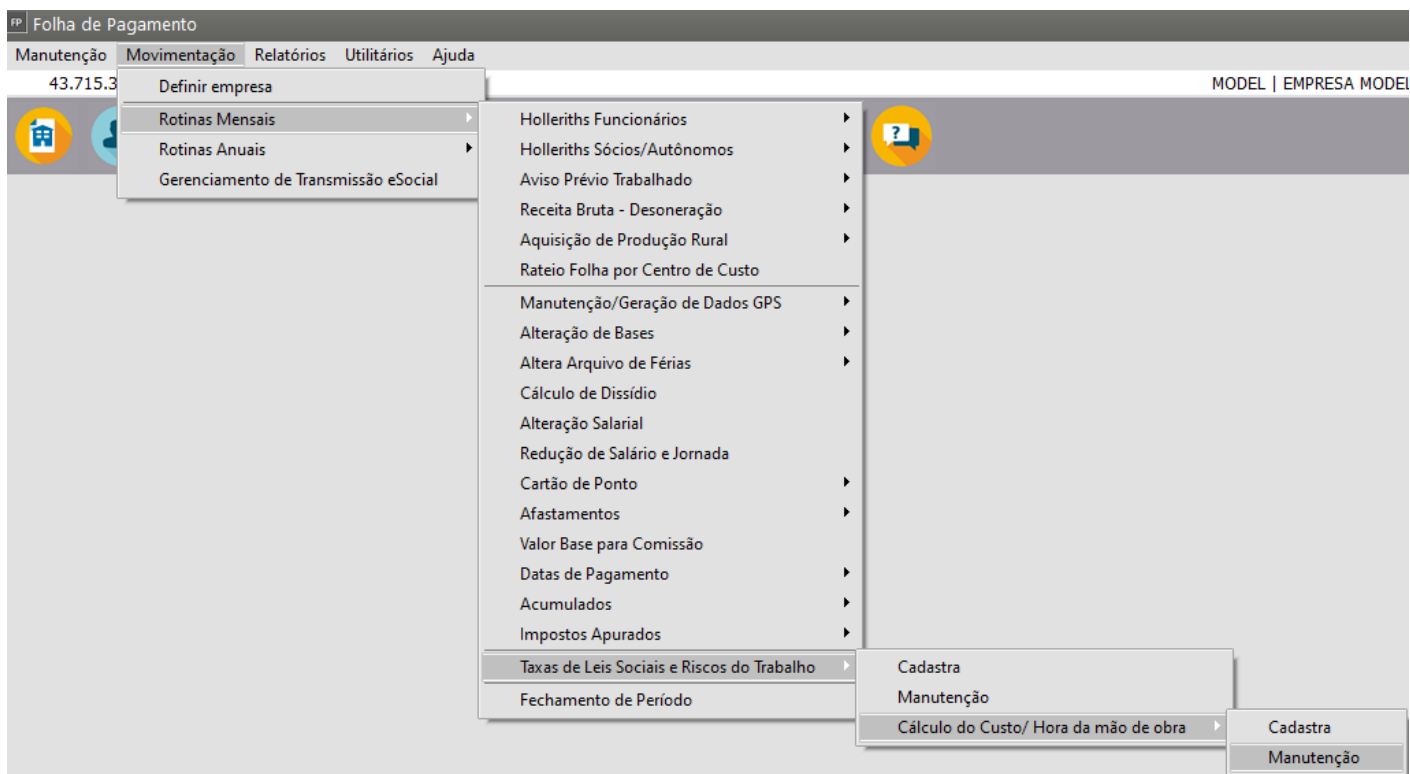 FP Folha de Pagamento
Manutenção Movimentação Relatórios Utilitários Ajuda
43.715.3 MODEL | EMPRESA MODEL
Definir empresa
Rotinas Mensais
Rotinas Anuais
Gerenciamento de Transmissão eSocial
Holleriths Funcionários
Holleriths Sócios/Autônomos
Aviso Prévio Trabalhado
Receita Bruta - Desoneração
Aquisição de Produção Rural
Rateio Folha por Centro de Custo
Manutenção/Geração de Dados GPS
Alteração de Bases
Altera Arquivo de Férias
Cálculo de Dissídio
Alteração Salarial
Redução de Salário e Jornada
Cartão de Ponto
Afastamentos
Valor Base para Comissão
Datas de Pagamento
Acumulados
Impostos Apurados
Taxas de Leis Sociais e Riscos do Trabalho
Fechamento de Período
Cadastra
Manutenção
Cálculo do Custo/ Hora da mão de obra
Cadastra
Manutenção